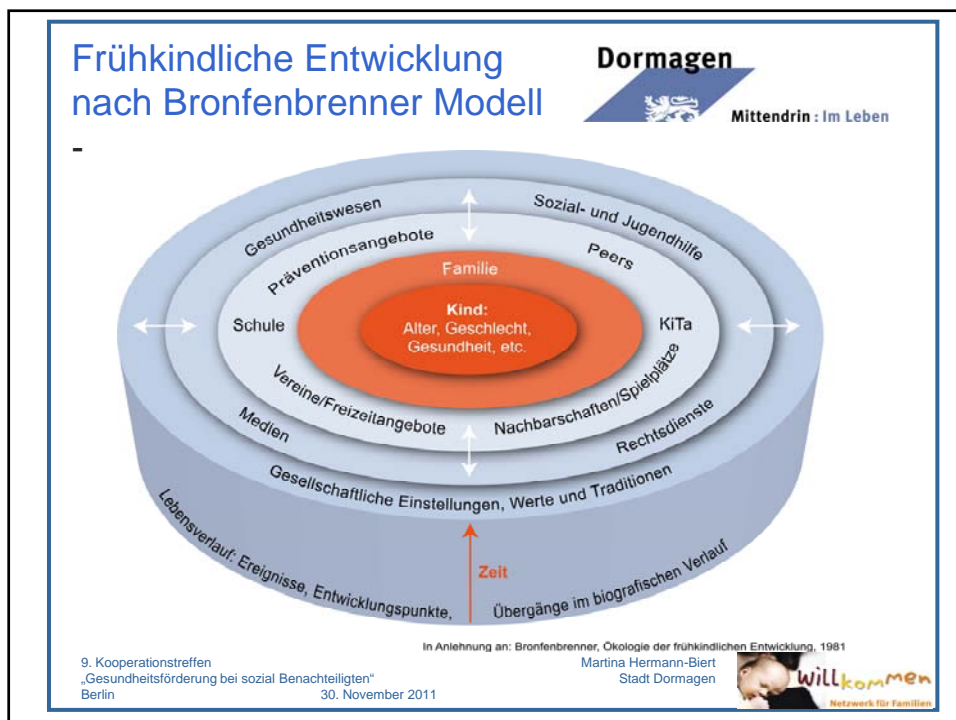 Frühkindliche Entwicklung
nach Bronfenbrenner Modell
-
Dormagen
Mittendrin : Im Leben
Gesundheitswesen
Sozial- und Jugendhilfe
Präventionsangebote
Peers
Familie
Kind:
Alter, Geschlecht,
Gesundheit, etc.
Schule
KiTa
Vereine/Freizeitangebote
Nachbarschaften/Spielplätze
Medien
Rechtsdienste
Gesellschaftliche Einstellungen, Werte und Traditionen
Zeit
Lebensverlauf: Ereignisse, Entwicklungspunkte,
Übergänge im biografischen Verlauf
In Anlehnung an: Bronfenbrenner, Ökologie der frühkindlichen Entwicklung, 1981
9. Kooperationstreffen
„Gesundheitsförderung bei sozial Benachteiligten“
Berlin 30. November 2011
Martina Hermann-Biert
Stadt Dormagen
Willkommen
Netzwerk für Familien